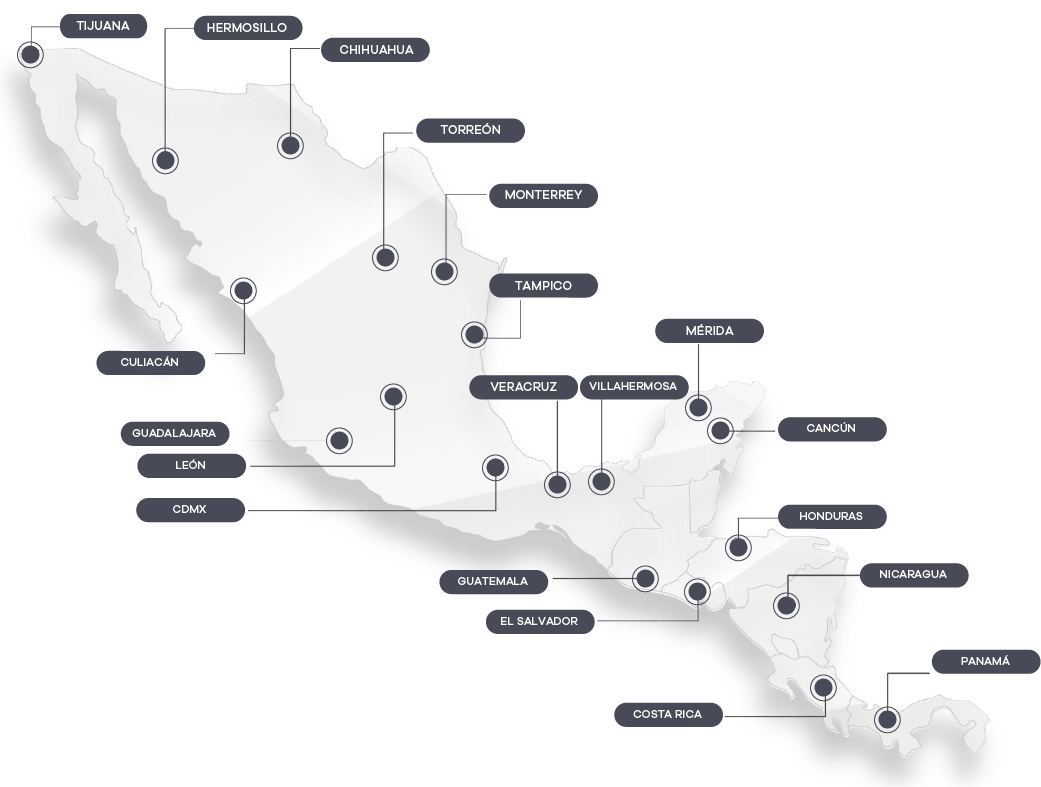 TIJUANA
HERMOSILLO
CHIHUAHUA
TORREÓN
MONTERREY
TAMPICO
MÉRIDA
CULIACÁN
VERACRUZ
VILLAHERMOSA
CANCÚN
GUADALAJARA
LEÓN
CDMX
HONDURAS
GUATEMALA
NICARAGUA
EL SALVADOR
PANAMÁ
COSTA RICA